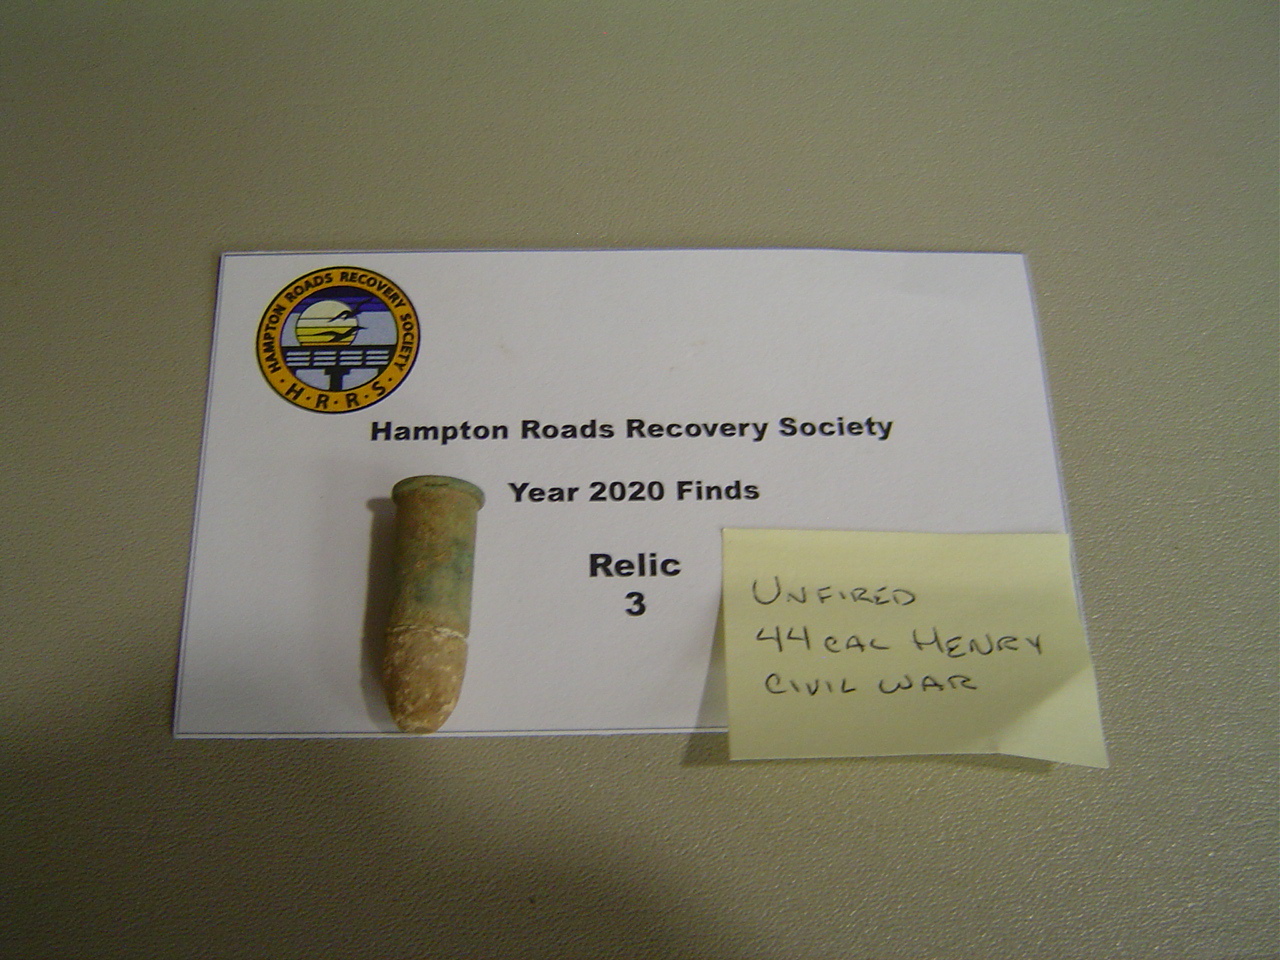 HAMPTON ROADS RECOVERY SOCIETY
· H · R · R · S ·
Hampton Roads Recovery Society
Year 2020 Finds
Relic
3
UNFIRED
44 CAL HENRY
CIVIL WAR